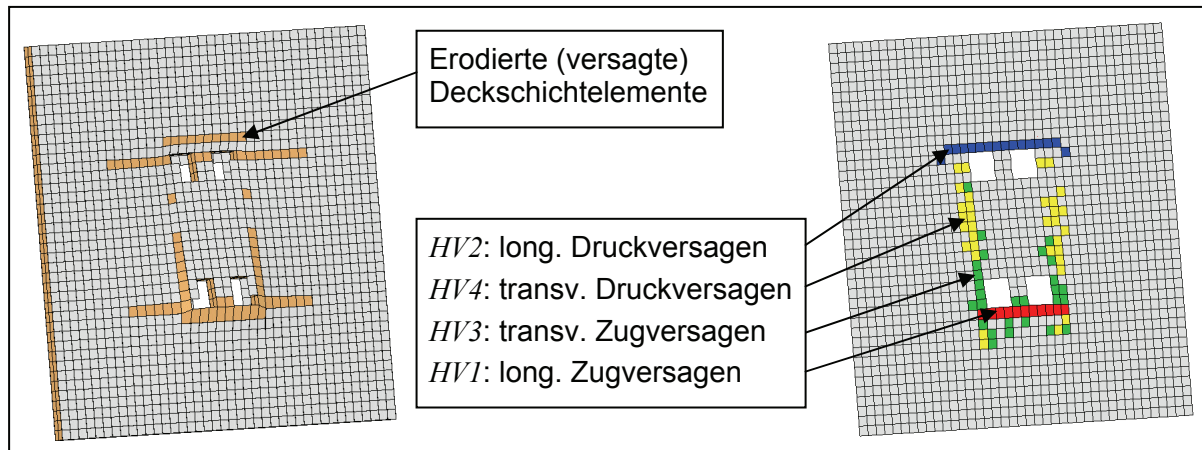 Erodierte (versagte)
Deckschichtelemente
HV2: long. Druckversagen
HV4: transv. Druckversagen
HV3: transv. Zugversagen
HV1: long. Zugversagen